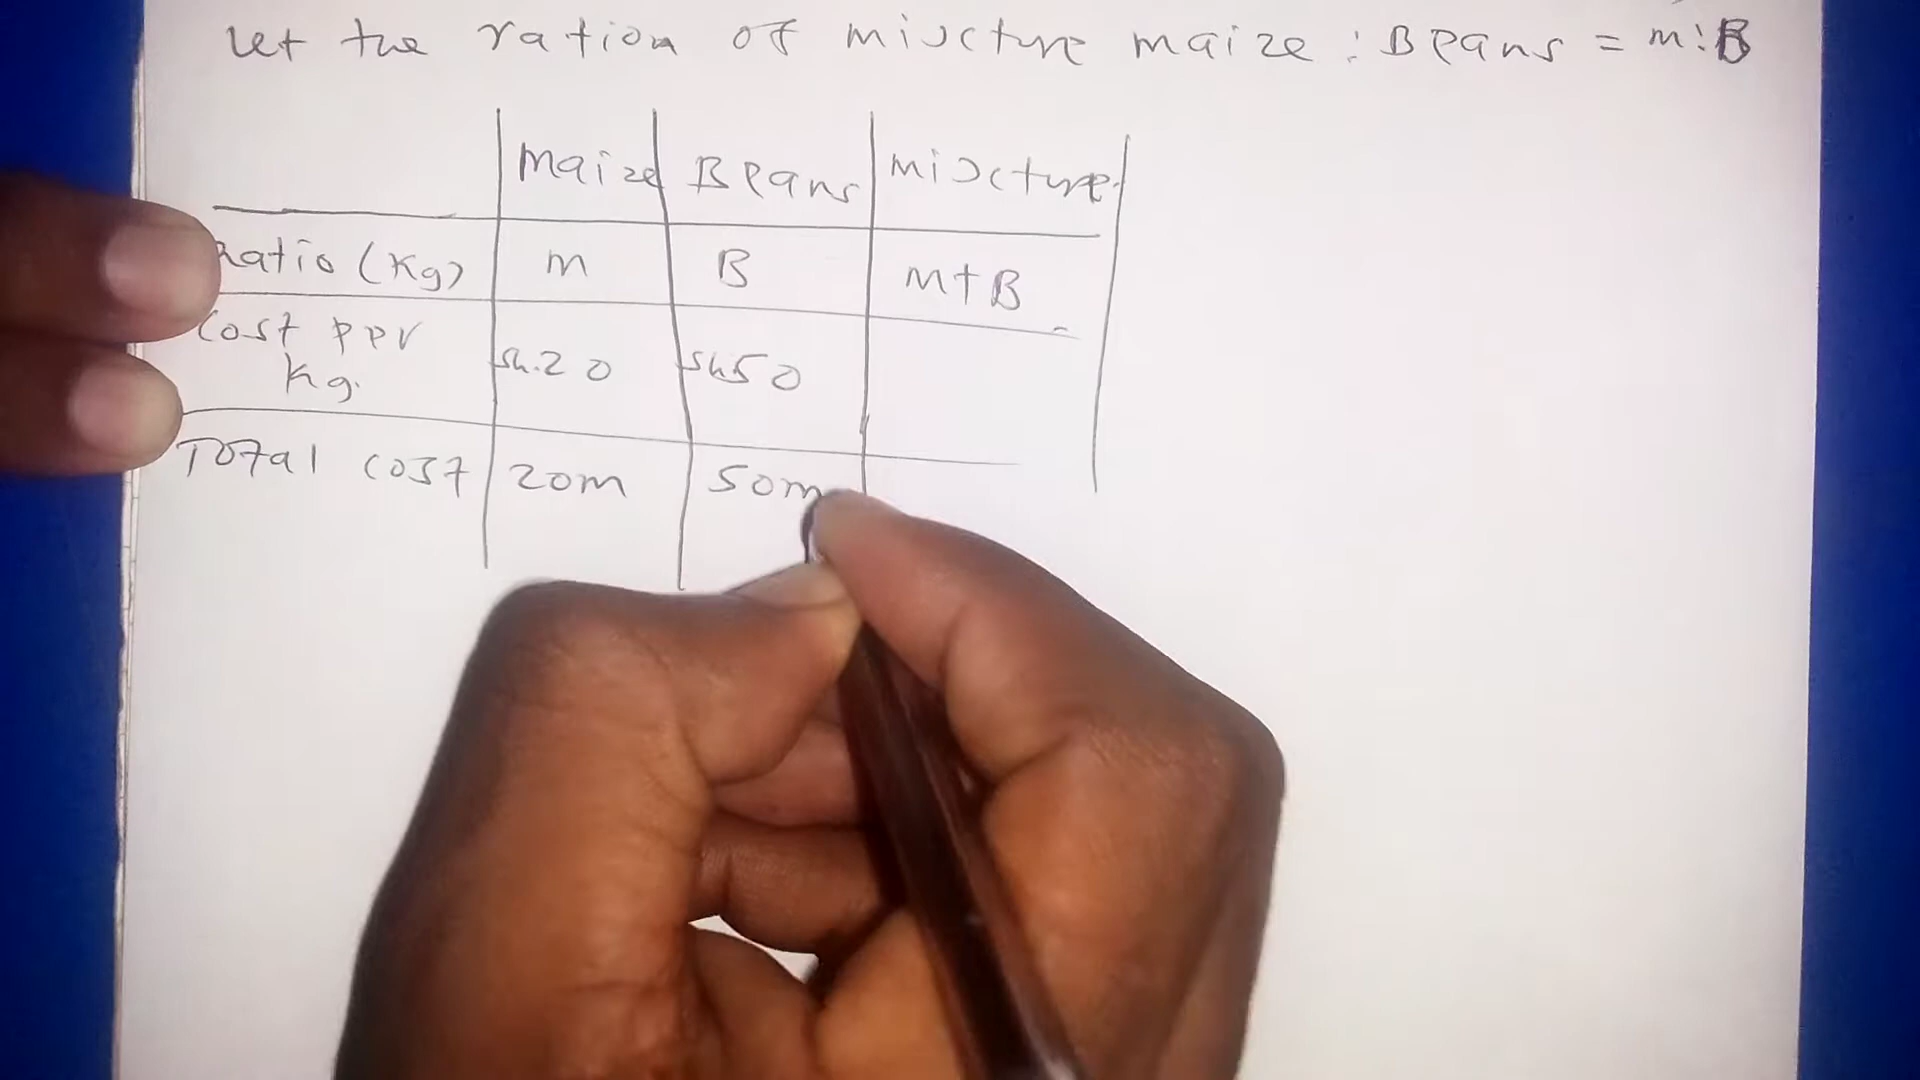 Let the ration of mixture maize : Beans = m:B
maize Beans mixture
Ratio (Kg) m B m+B
Cost per
Kg. Sh.20 Sh50
Total cost 20m 50m